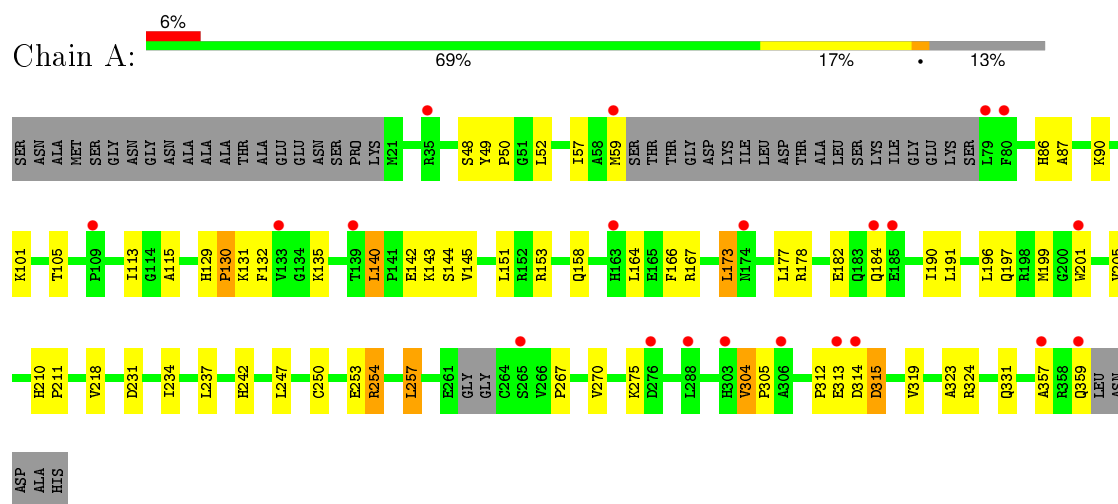 6%
Chain A:
69% 17% • 13%
SER ASN ALA MET SER GLY ASN GLY ASN ALA ALA ALA THR ALA GLU GLU ASN SER PRO LYS M21 R35 S48 Y49 P50 G51 L52 I57 A58 M59 SER THR THR GLY ASP LYS ILE LEU ASP THR ALA LEU SER LYS ILE GLY GLU LYS SER L79 F80 H86 A87 K90
K101 T105 P109 I113 G114 A115 H129 P130 K131 F132 V133 G134 K135 T139 L140 P141 E142 K143 S144 V145 L151 R152 R153 Q158 H163 L164 E165 F166 R167 L173 N174 L177 R178 E182 Q183 Q184 E185 I190 L191 L196 Q197 R198 M199 G200 W201
H210 P211 V218 D231 I234 L237 H242 L247 C250 E253 R254 L257 E261 GLY GLY C264 S265 V266 P267 V270 K275 D276 L288 H303 V304 P305 A306 P312 E313 D314 D315 V319 A323 R324 Q331 A357 R358 Q359 LEU ASN
ASP ALA HIS